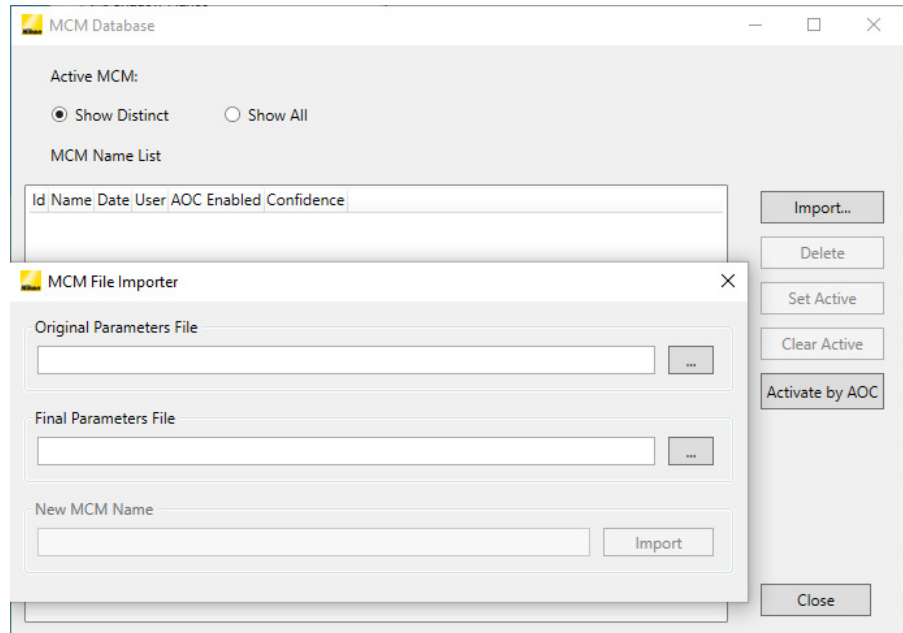 MCM Database
Active MCM:
Show Distinct Show All
MCM Name List
Id Name Date User AOC Enabled Confidence
Import...
Delete
Set Active
Clear Active
Activate by AOC
Close
Nikon MCM File Importer
Original Parameters File
...
Final Parameters File
...
New MCM Name
Import